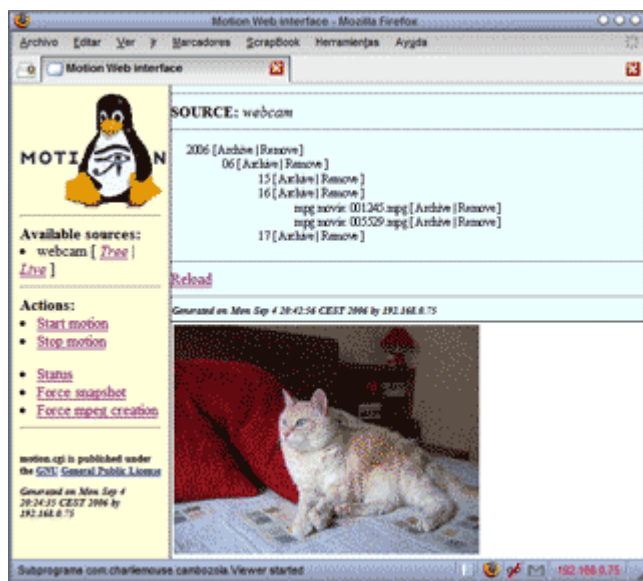 Motion Web interface - Mozilla Firefox
Archivo Editar Ver Ir Marcadores ScrapBook Herramientas Ayuda
Motion Web interface
MOTI N
Available sources:
• webcam [ Tree |
Live ]
Actions:
• Start motion
• Stop motion
• Status
• Force snapshot
• Force mpeg creation
motion.cgi is published under
the GNU General Public License
Generated on Mon Sep 4
20:24:35 CEST 2006 by
192.168.0.75
SOURCE: webcam
2006 [ Archive | Remove ]
06 [ Archive | Remove ]
15 [ Archive | Remove ]
16 [ Archive | Remove ]
mpg movie: 001245.mpg [ Archive | Remove ]
mpg movie: 005529.mpg [ Archive | Remove ]
17 [ Archive | Remove ]
Reload
Generated on Mon Sep 4 20:42:56 CEST 2006 by 192.168.0.75
Subprograma com.charliemouse.cambozola.Viewer started
192.168.0.75